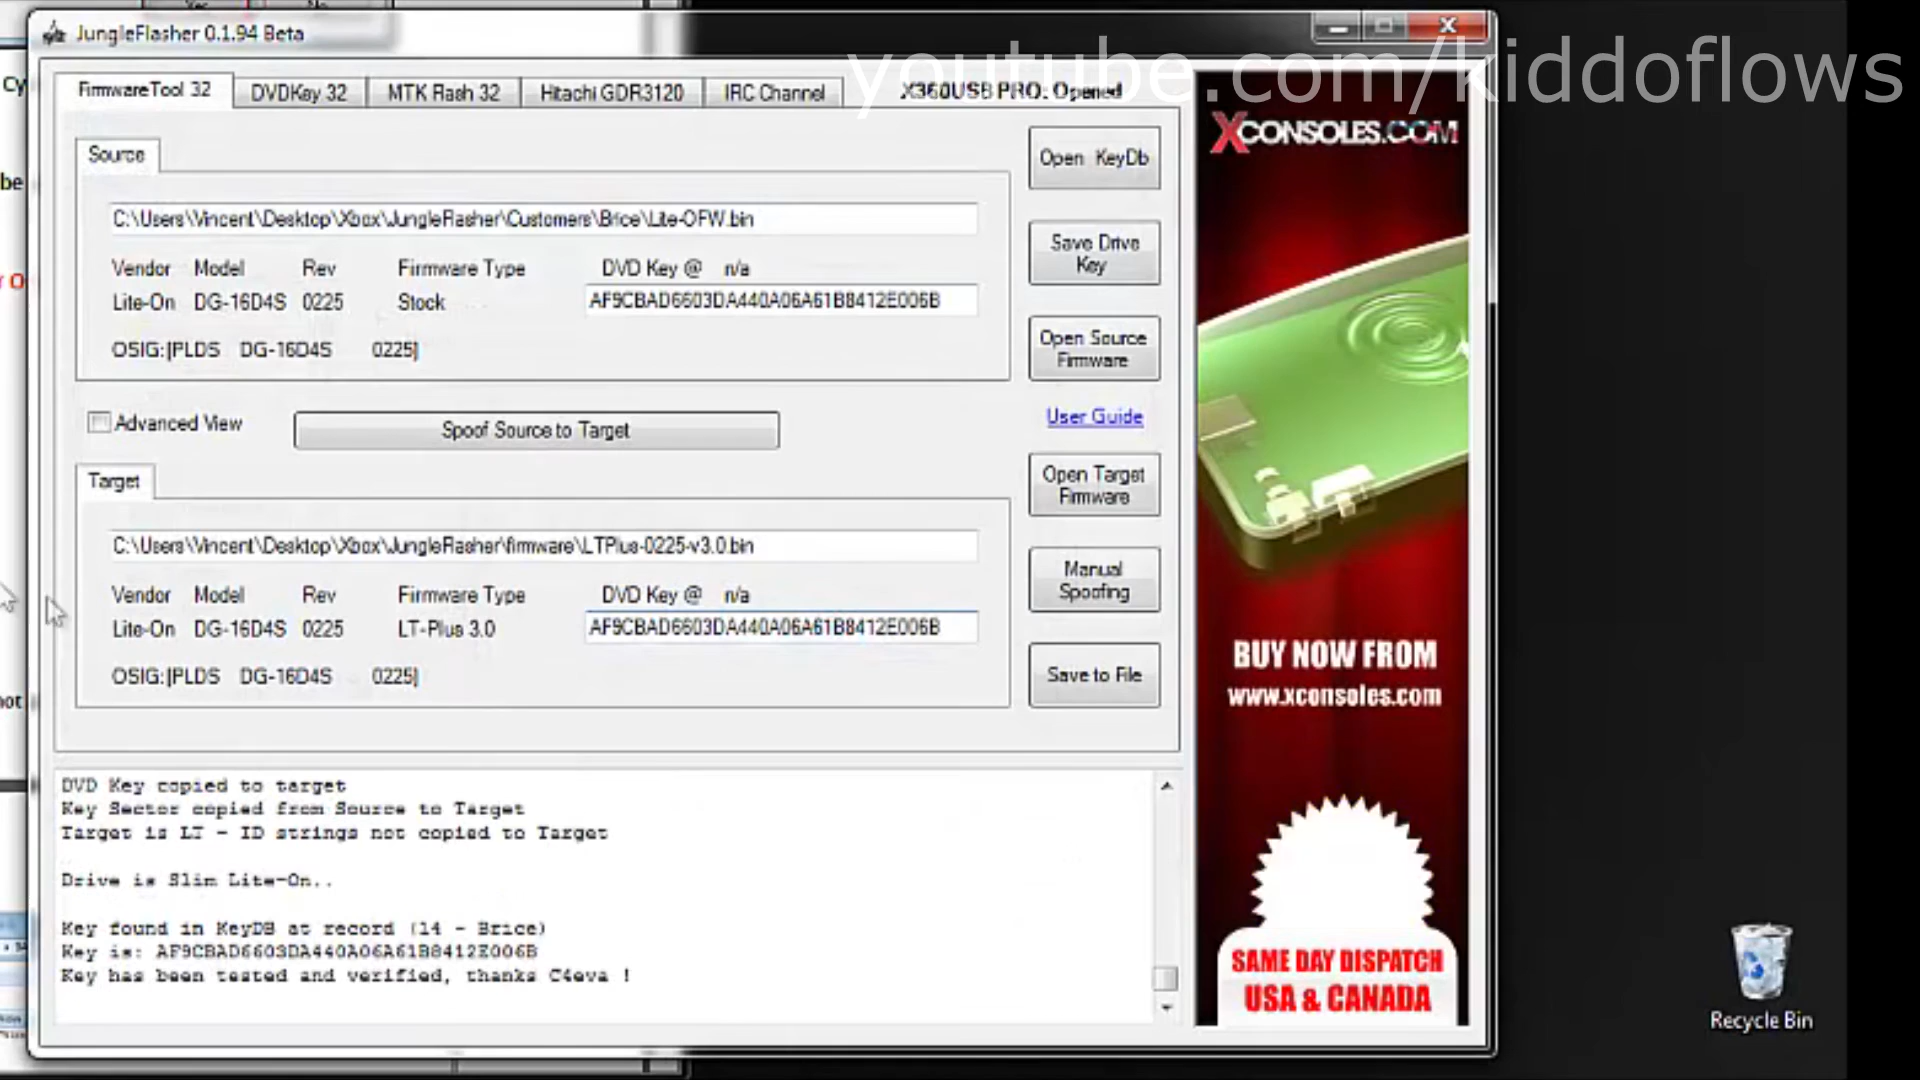 JungleFlasher 0.1.94 Beta
youtube.com/kiddoflows
FirmwareTool 32
DVDKey 32
MTK Flash 32
Hitachi GDR3120
IRC Channel
X360USB PRO: Opened
XCONSOLES.COM
Source
Open KeyDb
C:\Users\Vincent\Desktop\Xbox\JungleFlasher\Customers\Brice\Lite-OFW.bin
Save Drive
Key
Vendor Model Rev Firmware Type DVD Key @ n/a
Lite-On DG-16D4S 0225 Stock AF9CBAD6603DA440A06A61B8412E006B
OSIG:[PLDS DG-16D4S 0225]
Open Source
Firmware
Advanced View
Spoof Source to Target
User Guide
Target
Open Target
Firmware
C:\Users\Vincent\Desktop\Xbox\JungleFlasher\firmware\LTPlus-0225-v3.0.bin
Vendor Model Rev Firmware Type DVD Key @ n/a
Lite-On DG-16D4S 0225 LT-Plus 3.0 AF9CBAD6603DA440A06A61B8412E006B
OSIG:[PLDS DG-16D4S 0225]
Manual
Spoofing
Save to File
BUY NOW FROM
www.xconsoles.com
DVD Key copied to target
Key Sector copied from Source to Target
Target is LT - ID strings not copied to Target
Drive is Slim Lite-On..
Key found in KeyDB at record (14 - Brice)
Key is: AF9CBAD6603DA440A06A61B8412E006B
Key has been tested and verified, thanks C4eva !
SAME DAY DISPATCH
USA & CANADA
Recycle Bin